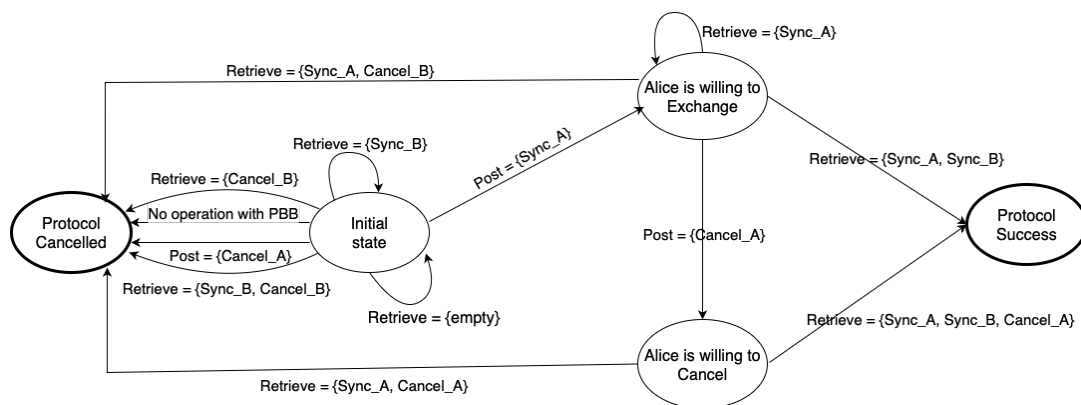 Retrieve = {Sync_A}
Retrieve = {Sync_A, Cancel_B}
Alice is willing to
Exchange
Retrieve = {Sync_B}
Post = {Sync_A}
Retrieve = {Sync_A, Sync_B}
Retrieve = {Cancel_B}
No operation with PBB
Protocol
Cancelled
Initial
state
Protocol
Success
Post = {Cancel_A}
Post = {Cancel_A}
Retrieve = {Sync_B, Cancel_B}
Retrieve = {empty}
Retrieve = {Sync_A, Sync_B, Cancel_A}
Alice is willing to
Cancel
Retrieve = {Sync_A, Cancel_A}